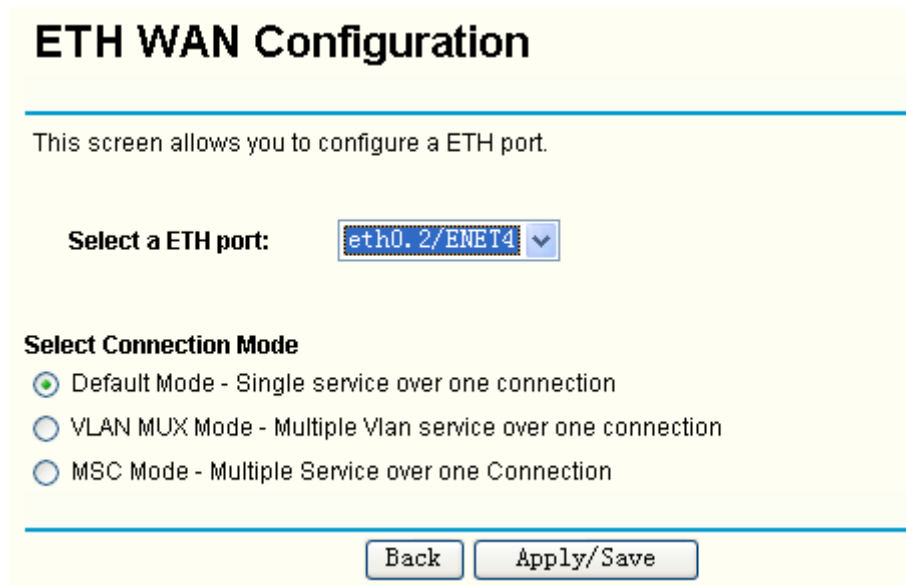 ETH WAN Configuration
This screen allows you to configure a ETH port.
Select a ETH port: eth0.2/ENET4
Select Connection Mode
Default Mode - Single service over one connection
VLAN MUX Mode - Multiple Vlan service over one connection
MSC Mode - Multiple Service over one Connection
Back Apply/Save